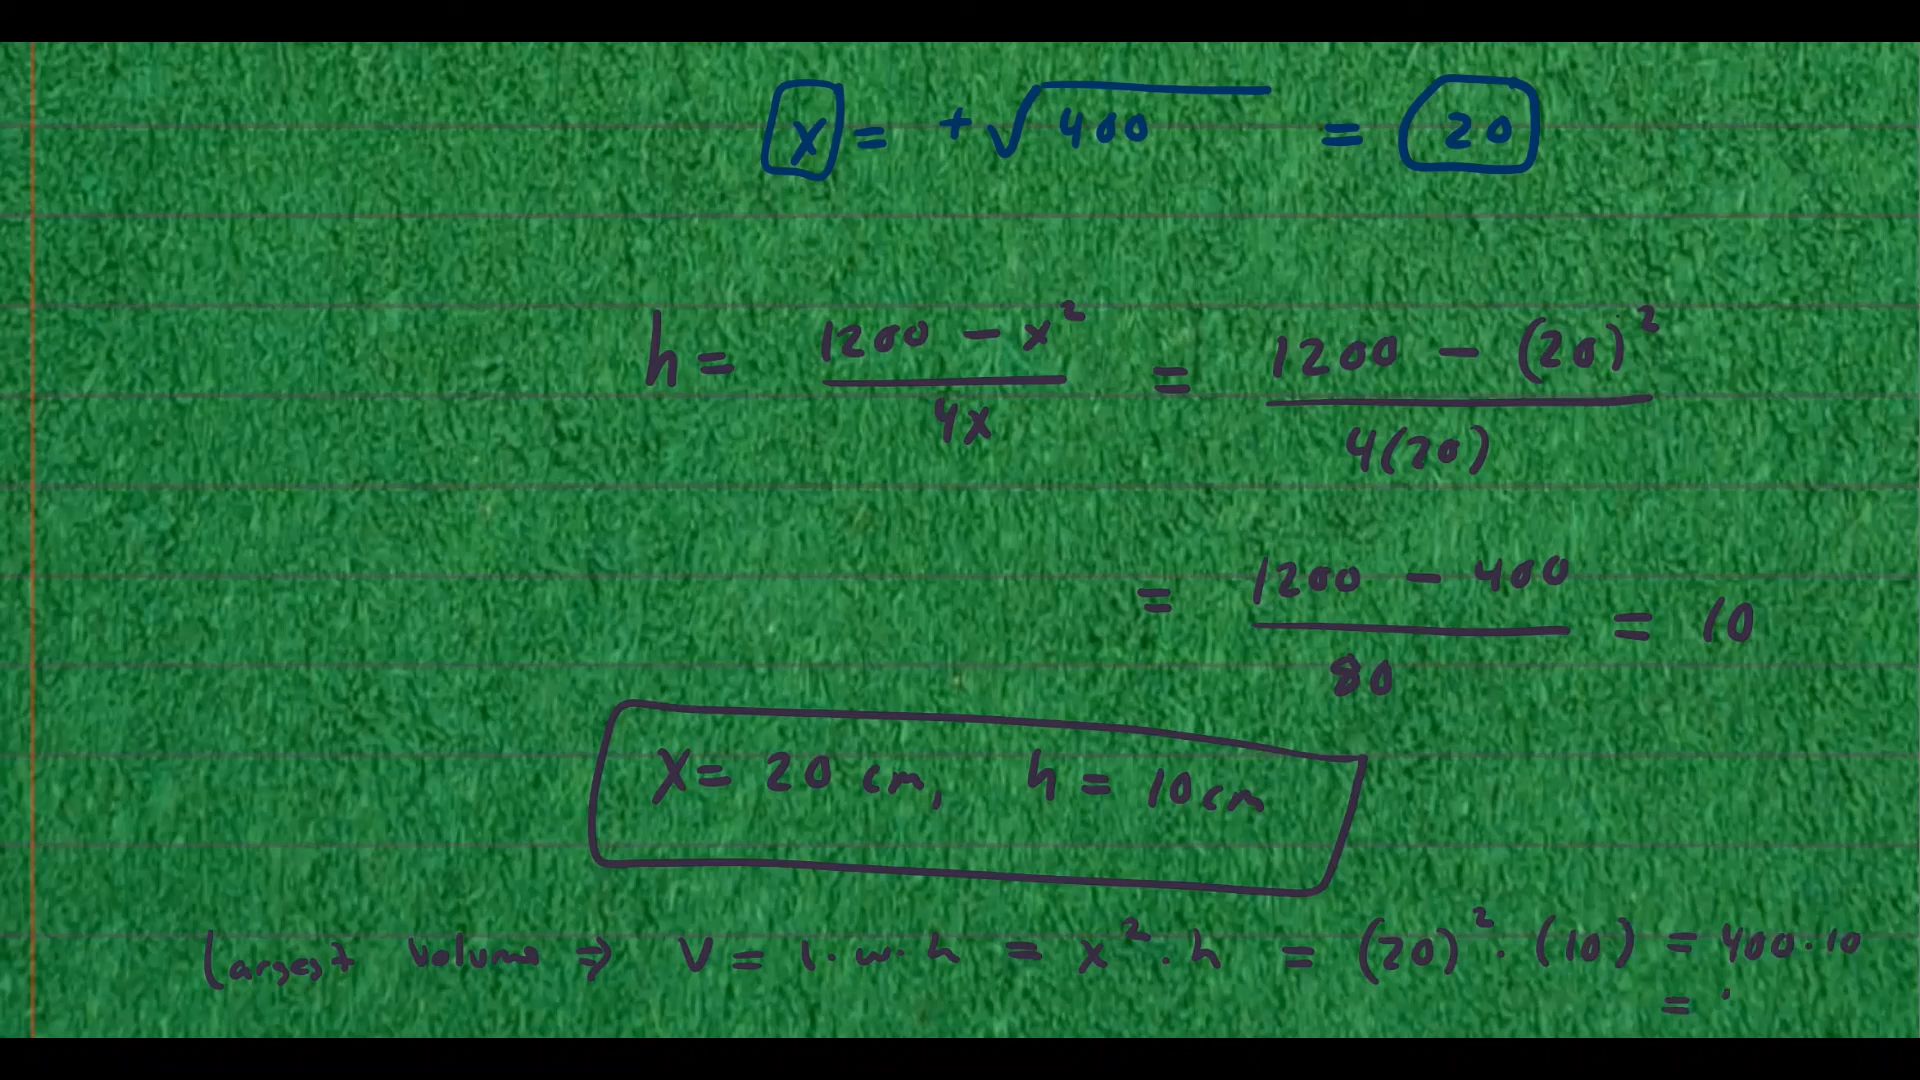 x = +√400 = 20
h = (1200 - x²)/(4x) = (1200 - (20)²)/(4(20))
= (1200 - 400)/80 = 10
X = 20 cm, h = 10 cm
Largest volume ⇒ V = l · w · h = x² · h = (20)² · (10) = 400 · 10
=